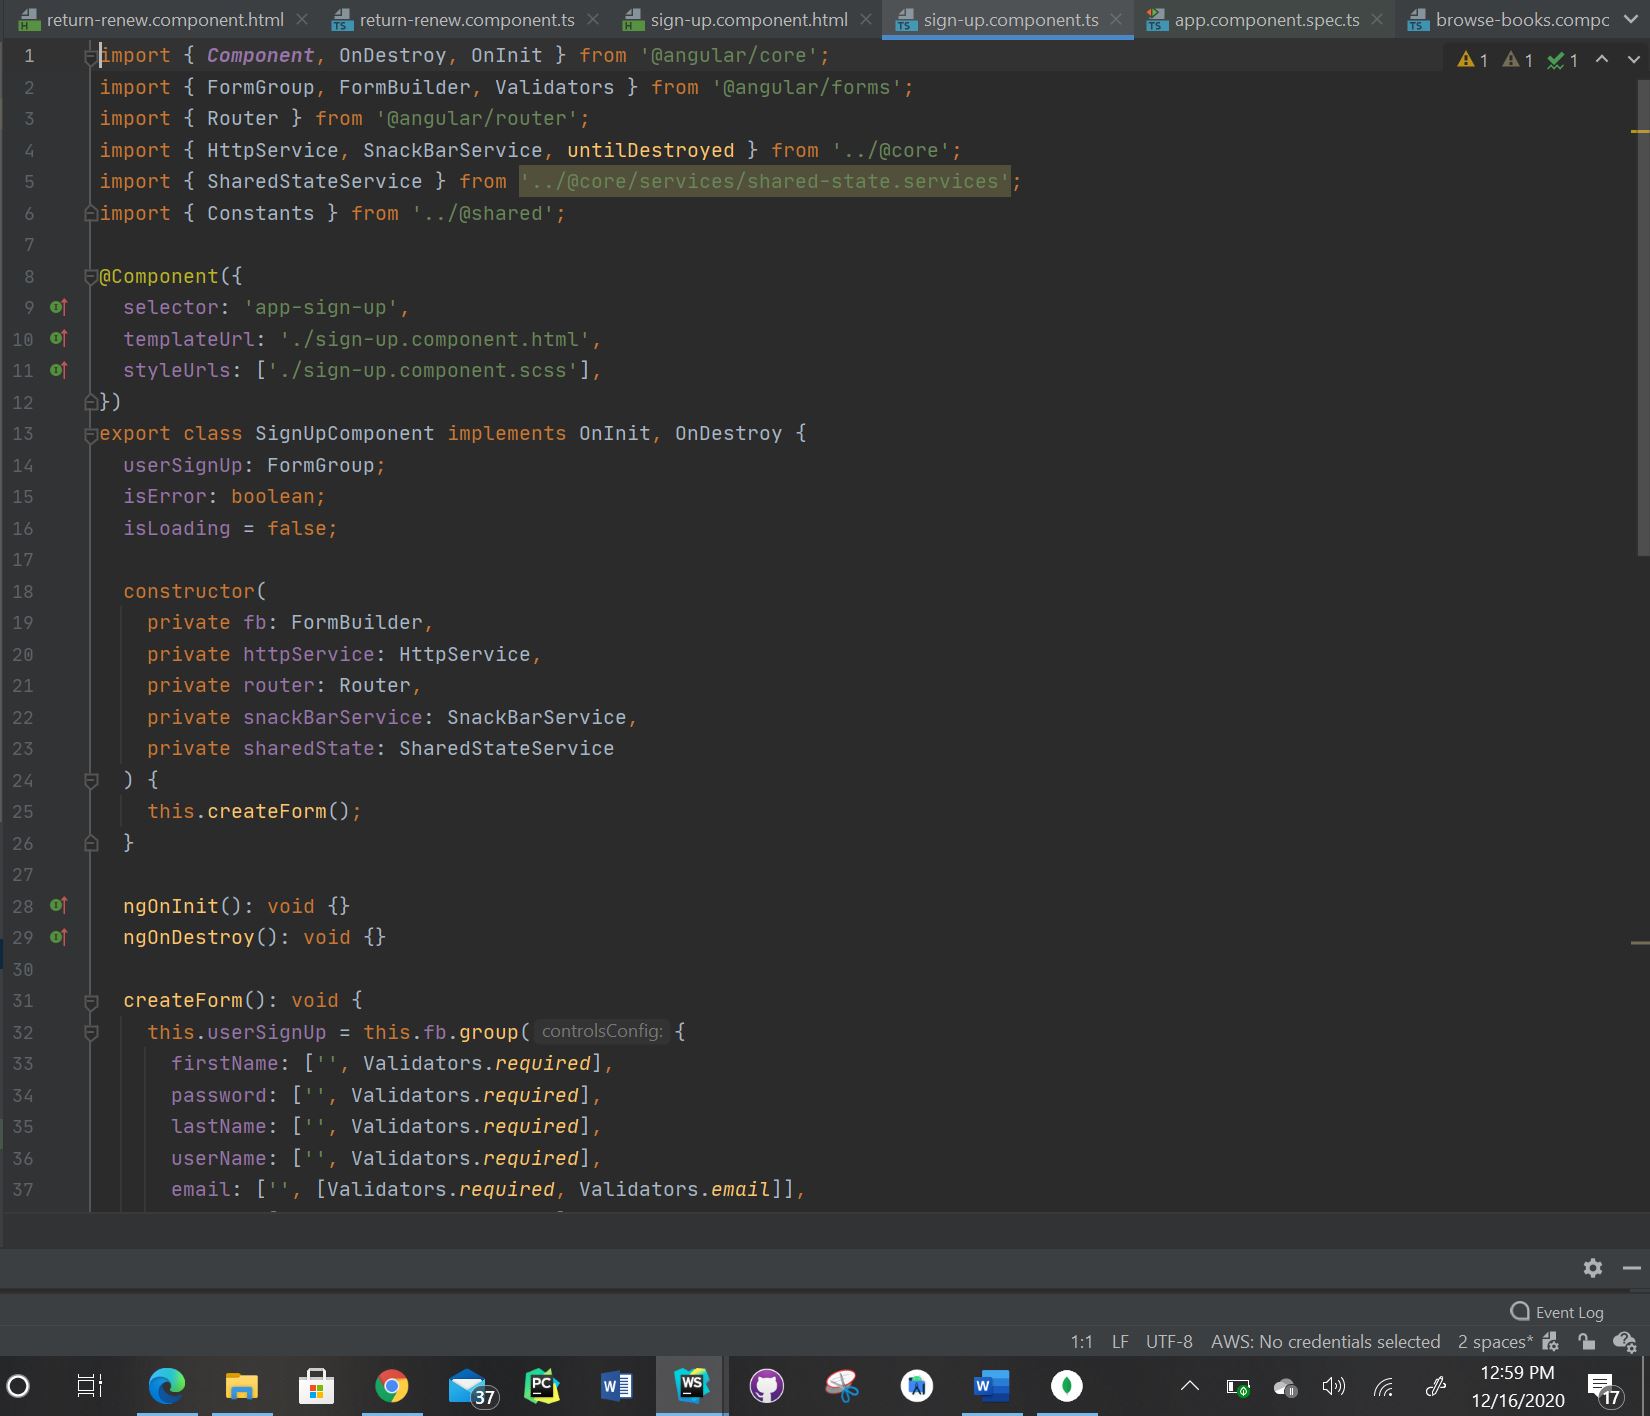 return-renew.component.html
return-renew.component.ts
sign-up.component.html
sign-up.component.ts
app.component.spec.ts
browse-books.compc
1 import { Component, OnDestroy, OnInit } from '@angular/core';
1 1 1
2 import { FormGroup, FormBuilder, Validators } from '@angular/forms';
3 import { Router } from '@angular/router';
4 import { HttpService, SnackBarService, untilDestroyed } from '../@core';
5 import { SharedStateService } from '../@core/services/shared-state.services';
6 import { Constants } from '../@shared';
7
8 @Component({
9 selector: 'app-sign-up',
10 templateUrl: './sign-up.component.html',
11 styleUrls: ['./sign-up.component.scss'],
12 })
13 export class SignUpComponent implements OnInit, OnDestroy {
14 userSignUp: FormGroup;
15 isError: boolean;
16 isLoading = false;
17
18 constructor(
19 private fb: FormBuilder,
20 private httpService: HttpService,
21 private router: Router,
22 private snackBarService: SnackBarService,
23 private sharedState: SharedStateService
24 ) {
25 this.createForm();
26 }
27
28 ngOnInit(): void {}
29 ngOnDestroy(): void {}
30
31 createForm(): void {
32 this.userSignUp = this.fb.group( controlsConfig: {
33 firstName: ['', Validators.required],
34 password: ['', Validators.required],
35 lastName: ['', Validators.required],
36 userName: ['', Validators.required],
37 email: ['', [Validators.required, Validators.email]],
Event Log
1:1 LF UTF-8 AWS: No credentials selected 2 spaces*
37
PC
W
WS
W
12:59 PM
12/16/2020
17